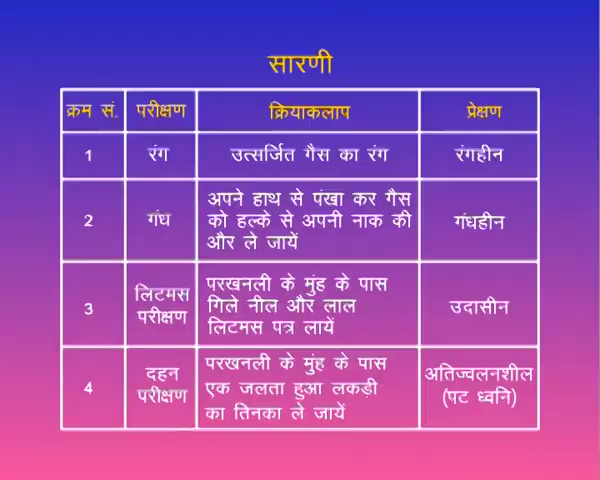 सारणी
क्रम सं. परीक्षण क्रियाकलाप प्रेक्षण
1 रंग उत्सर्जित गैस का रंग रंगहीन
अपने हाथ से पंखा कर गैस
2 गंध को हल्के से अपनी नाक की गंधहीन
और ले जायें
परखनली के मुंह के पास
3 लिटमस परीक्षण गिले नील और लाल उदासीन
लिटमस पत्र लायें
परखनली के मुंह के पास
4 दहन परीक्षण एक जलता हुआ लकड़ी अतिज्वलनशील (पट ध्वनि)
का तिनका ले जायें